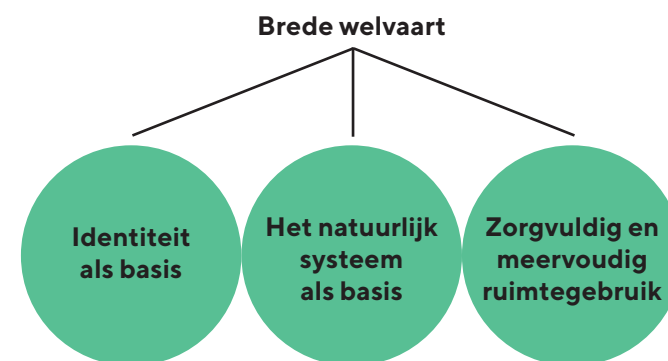 Brede welvaart
Identiteit
als basis
Het natuurlijk
systeem
als basis
Zorgvuldig en
meervoudig
ruimtegebruik